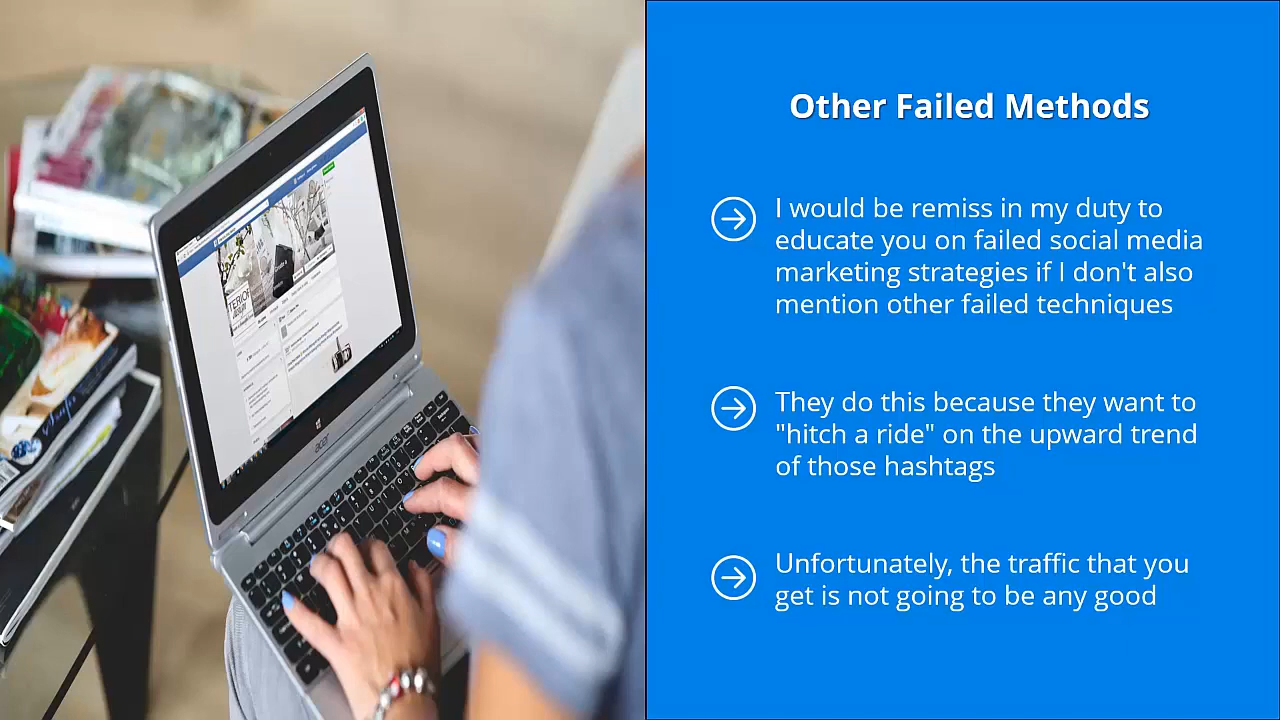 Other Failed Methods
I would be remiss in my duty to
educate you on failed social media
marketing strategies if I don't also
mention other failed techniques
They do this because they want to
"hitch a ride" on the upward trend
of those hashtags
Unfortunately, the traffic that you
get is not going to be any good
acer